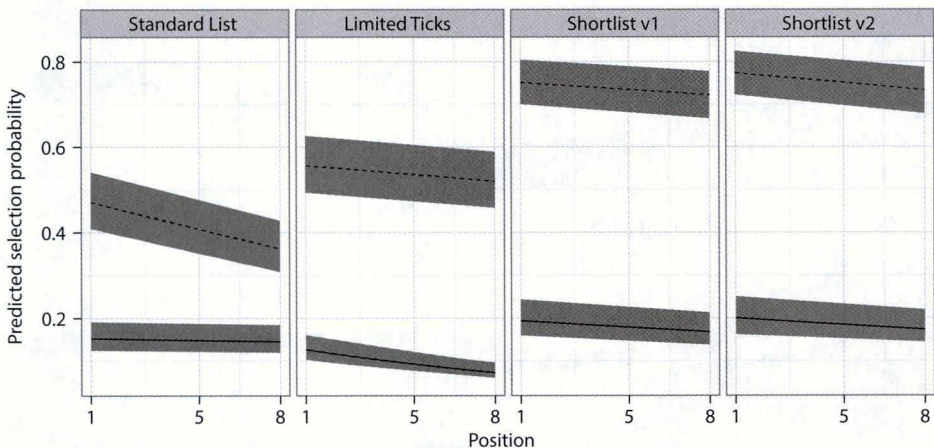 Standard List
Limited Ticks
Shortlist v1
Shortlist v2
Predicted selection probability
0.8
0.6
0.4
0.2
1 5 8 1 5 8 1 5 8 1 5 8
Position